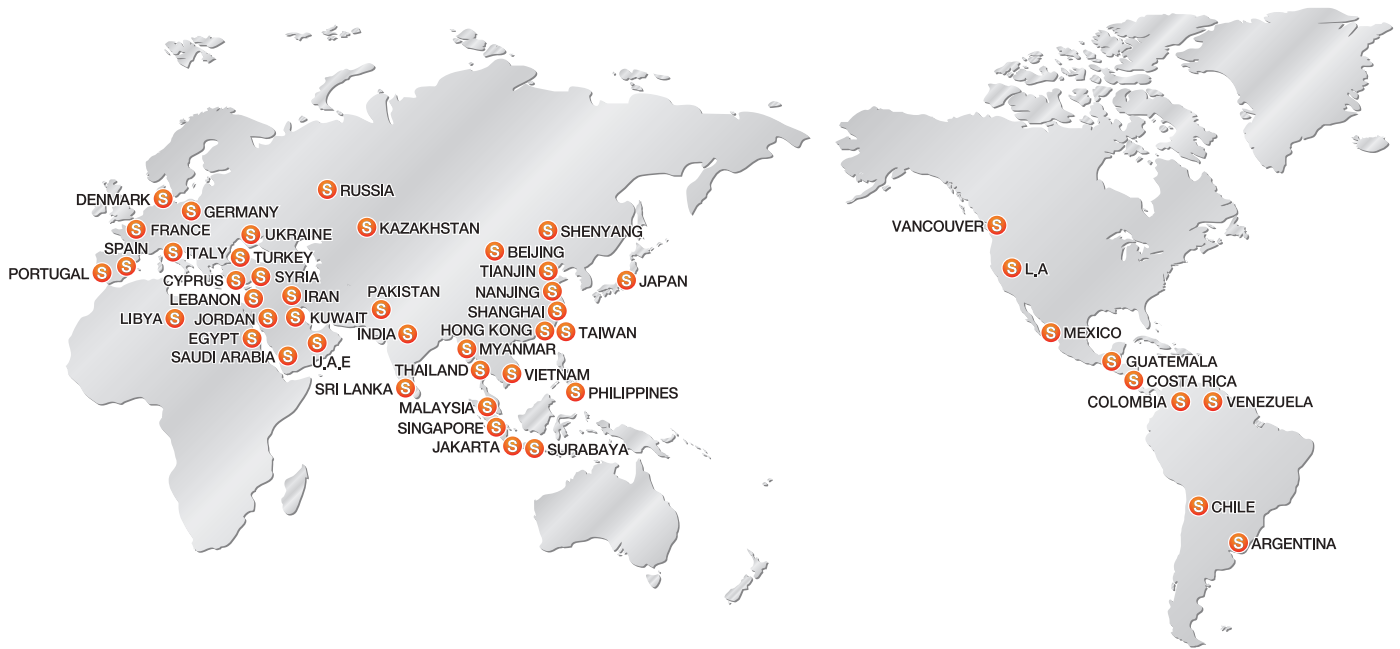 RUSSIA
DENMARK
GERMANY
FRANCE
UKRAINE
KAZAKHSTAN
SHENYANG
SPAIN
ITALY
TURKEY
BEIJING
PORTUGAL
CYPRUS
SYRIA
TIANJIN
JAPAN
LEBANON
IRAN
PAKISTAN
NANJING
LIBYA
JORDAN
KUWAIT
SHANGHAI
EGYPT
INDIA
HONG KONG
TAIWAN
SAUDI ARABIA
U.A.E
MYANMAR
THAILAND
VIETNAM
SRI LANKA
PHILIPPINES
MALAYSIA
SINGAPORE
JAKARTA
SURABAYA
VANCOUVER
L.A
MEXICO
GUATEMALA
COSTA RICA
COLOMBIA
VENEZUELA
CHILE
ARGENTINA